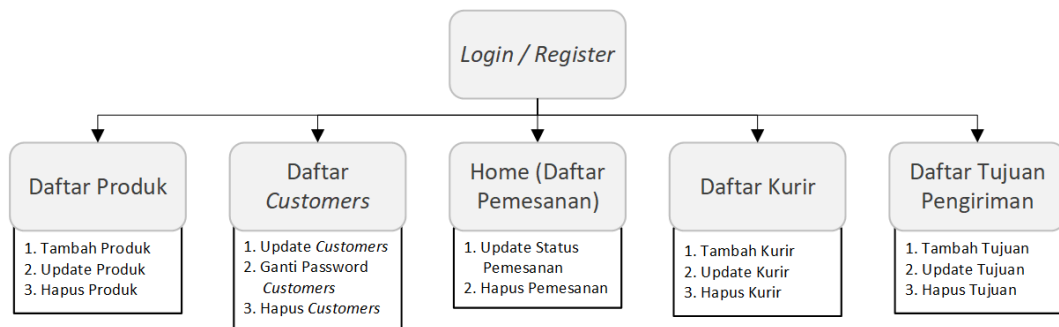 Login / Register
Daftar Produk
1. Tambah Produk
2. Update Produk
3. Hapus Produk
Daftar
Customers
1. Update Customers
2. Ganti Password
Customers
3. Hapus Customers
Home (Daftar
Pemesanan)
1. Update Status
Pemesanan
2. Hapus Pemesanan
Daftar Kurir
1. Tambah Kurir
2. Update Kurir
3. Hapus Kurir
Daftar Tujuan
Pengiriman
1. Tambah Tujuan
2. Update Tujuan
3. Hapus Tujuan